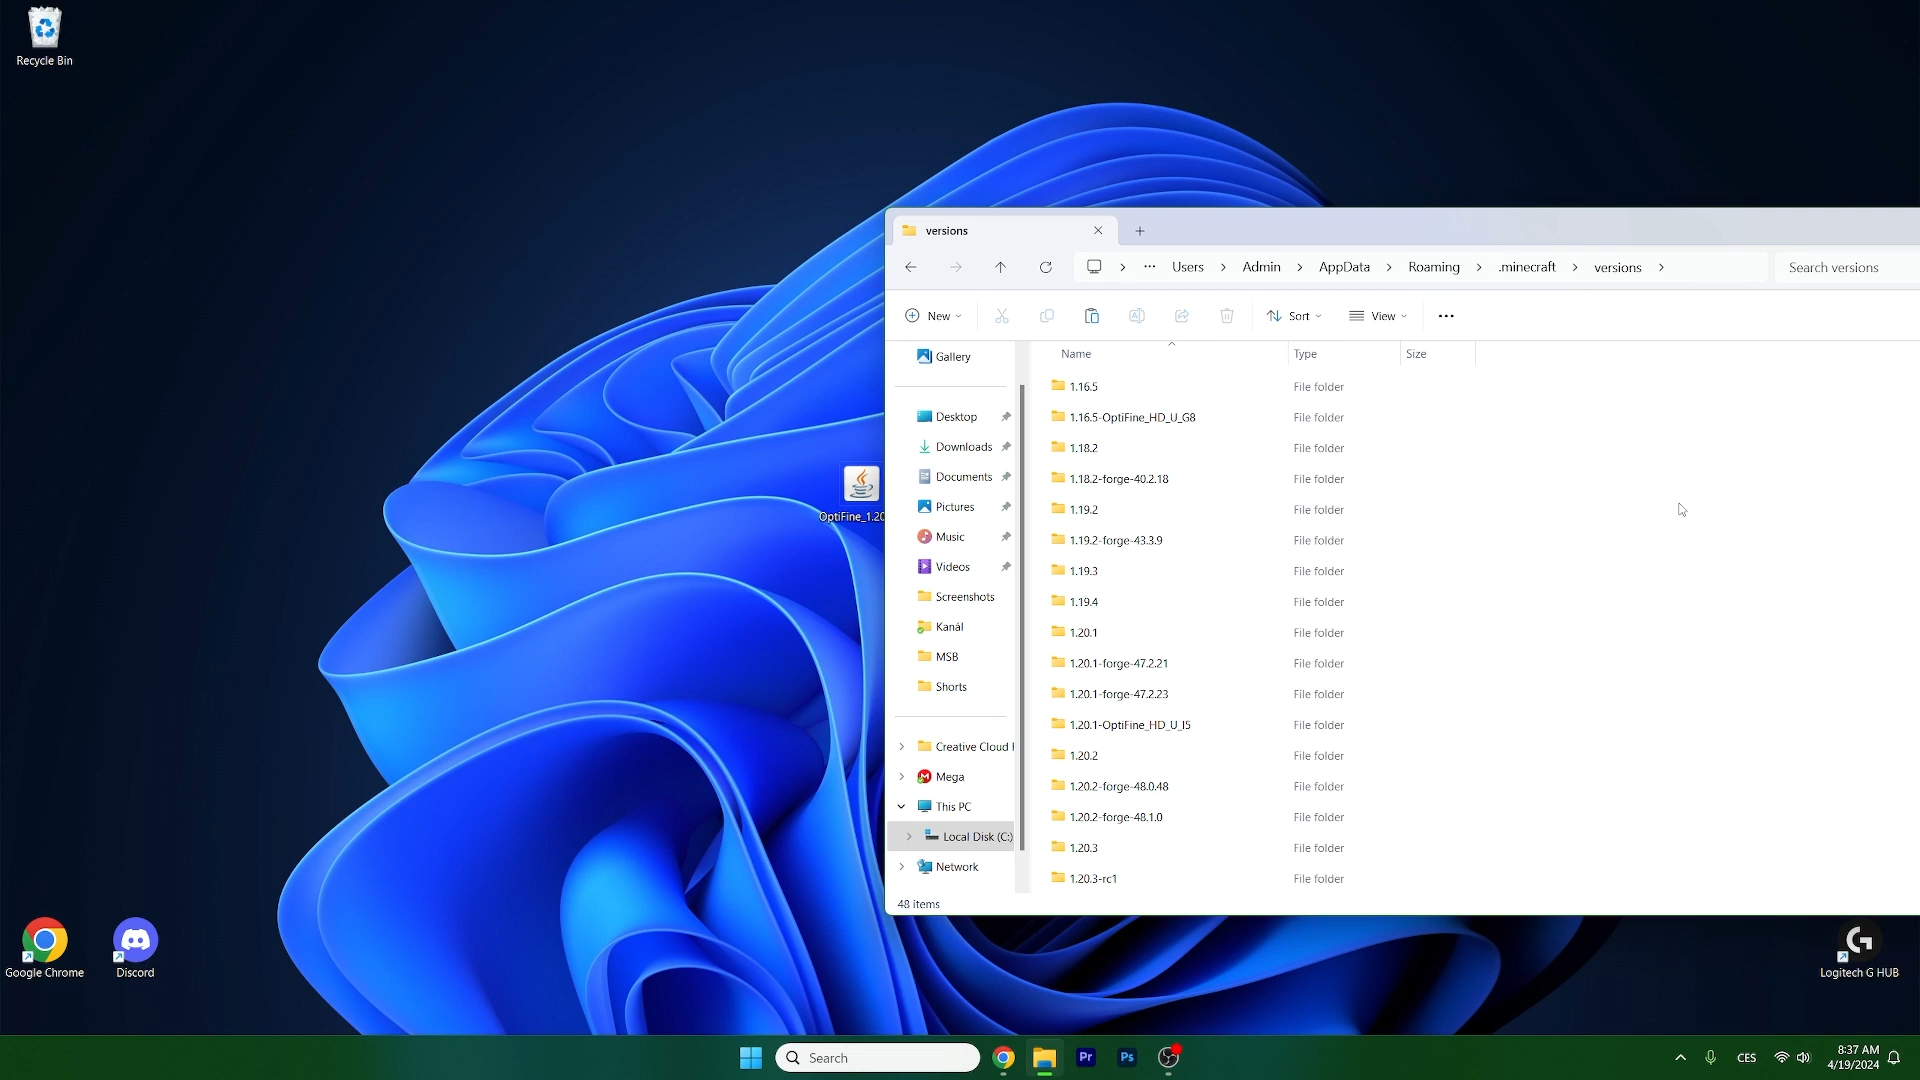 Recycle Bin
versions
Users
Admin
AppData
Roaming
.minecraft
versions
Search versions
New
Sort
View
Name
Type
Size
Gallery
Desktop
Downloads
Documents
Pictures
Music
Videos
Screenshots
Kanál
MSB
Shorts
Creative Cloud
Mega
This PC
Local Disk (C:)
Network
1.16.5 File folder
1.16.5-OptiFine_HD_U_G8 File folder
1.18.2 File folder
1.18.2-forge-40.2.18 File folder
1.19.2 File folder
1.19.2-forge-43.3.9 File folder
1.19.3 File folder
1.19.4 File folder
1.20.1 File folder
1.20.1-forge-47.2.21 File folder
1.20.1-forge-47.2.23 File folder
1.20.1-OptiFine_HD_U_I5 File folder
1.20.2 File folder
1.20.2-forge-48.0.48 File folder
1.20.2-forge-48.1.0 File folder
1.20.3 File folder
1.20.3-rc1 File folder
48 items
OptiFine_1.20
Google Chrome
Discord
Logitech G HUB
Search
Pr
Ps
CES
8:37 AM
4/19/2024